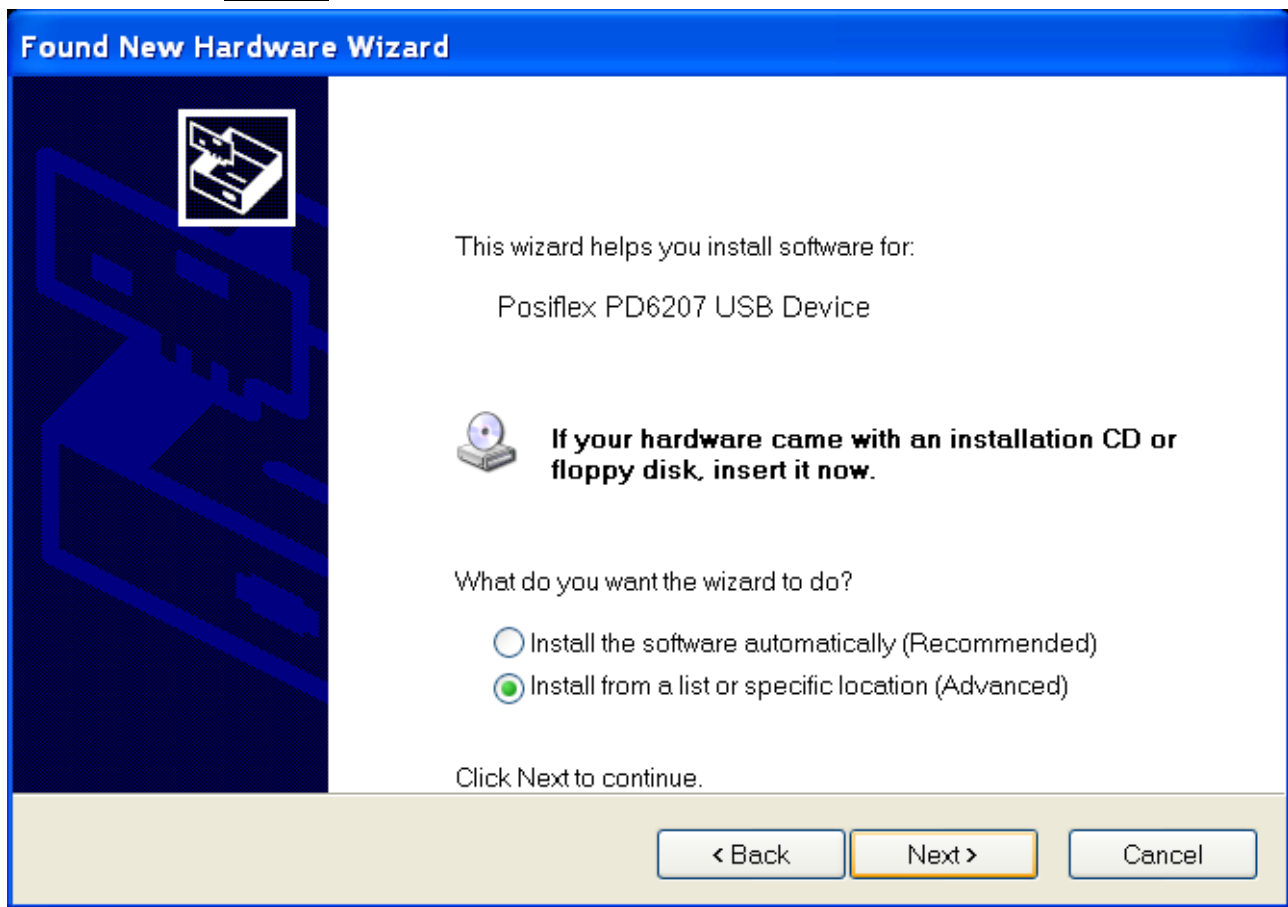 Found New Hardware Wizard
This wizard helps you install software for:
Posiflex PD6207 USB Device
If your hardware came with an installation CD or
floppy disk, insert it now.
What do you want the wizard to do?
Install the software automatically (Recommended)
Install from a list or specific location (Advanced)
Click Next to continue.
< Back
Next >
Cancel